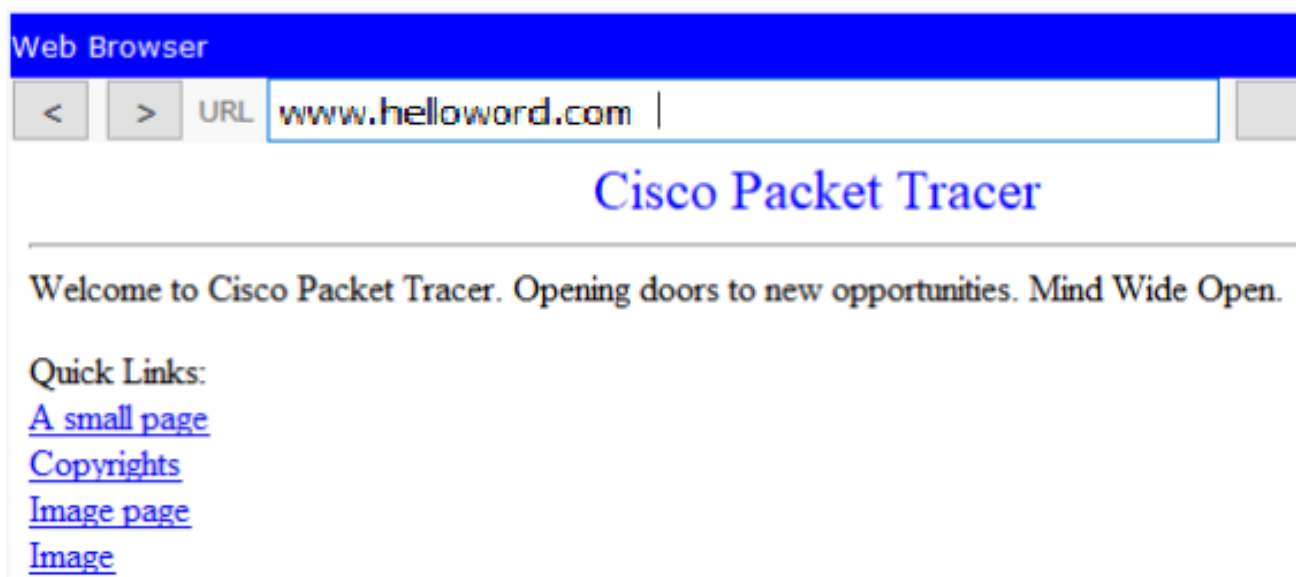 Web Browser
< > URL www.helloword.com
Cisco Packet Tracer
Welcome to Cisco Packet Tracer. Opening doors to new opportunities. Mind Wide Open.
Quick Links:
A small page
Copyrights
Image page
Image